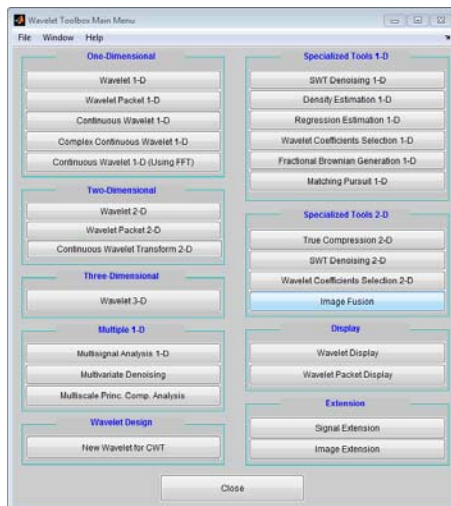 Wavelet Toolbox Main Menu
File Window Help
One-Dimensional
Wavelet 1-D
Wavelet Packet 1-D
Continuous Wavelet 1-D
Complex Continuous Wavelet 1-D
Continuous Wavelet 1-D (Using FFT)
Two-Dimensional
Wavelet 2-D
Wavelet Packet 2-D
Continuous Wavelet Transform 2-D
Three-Dimensional
Wavelet 3-D
Multiple 1-D
Multisignal Analysis 1-D
Multivariate Denoising
Multiscale Princ. Comp. Analysis
Wavelet Design
New Wavelet for CWT
Specialized Tools 1-D
SWT Denoising 1-D
Density Estimation 1-D
Regression Estimation 1-D
Wavelet Coefficients Selection 1-D
Fractional Brownian Generation 1-D
Matching Pursuit 1-D
Specialized Tools 2-D
True Compression 2-D
SWT Denoising 2-D
Wavelet Coefficients Selection 2-D
Image Fusion
Display
Wavelet Display
Wavelet Packet Display
Extension
Signal Extension
Image Extension
Close